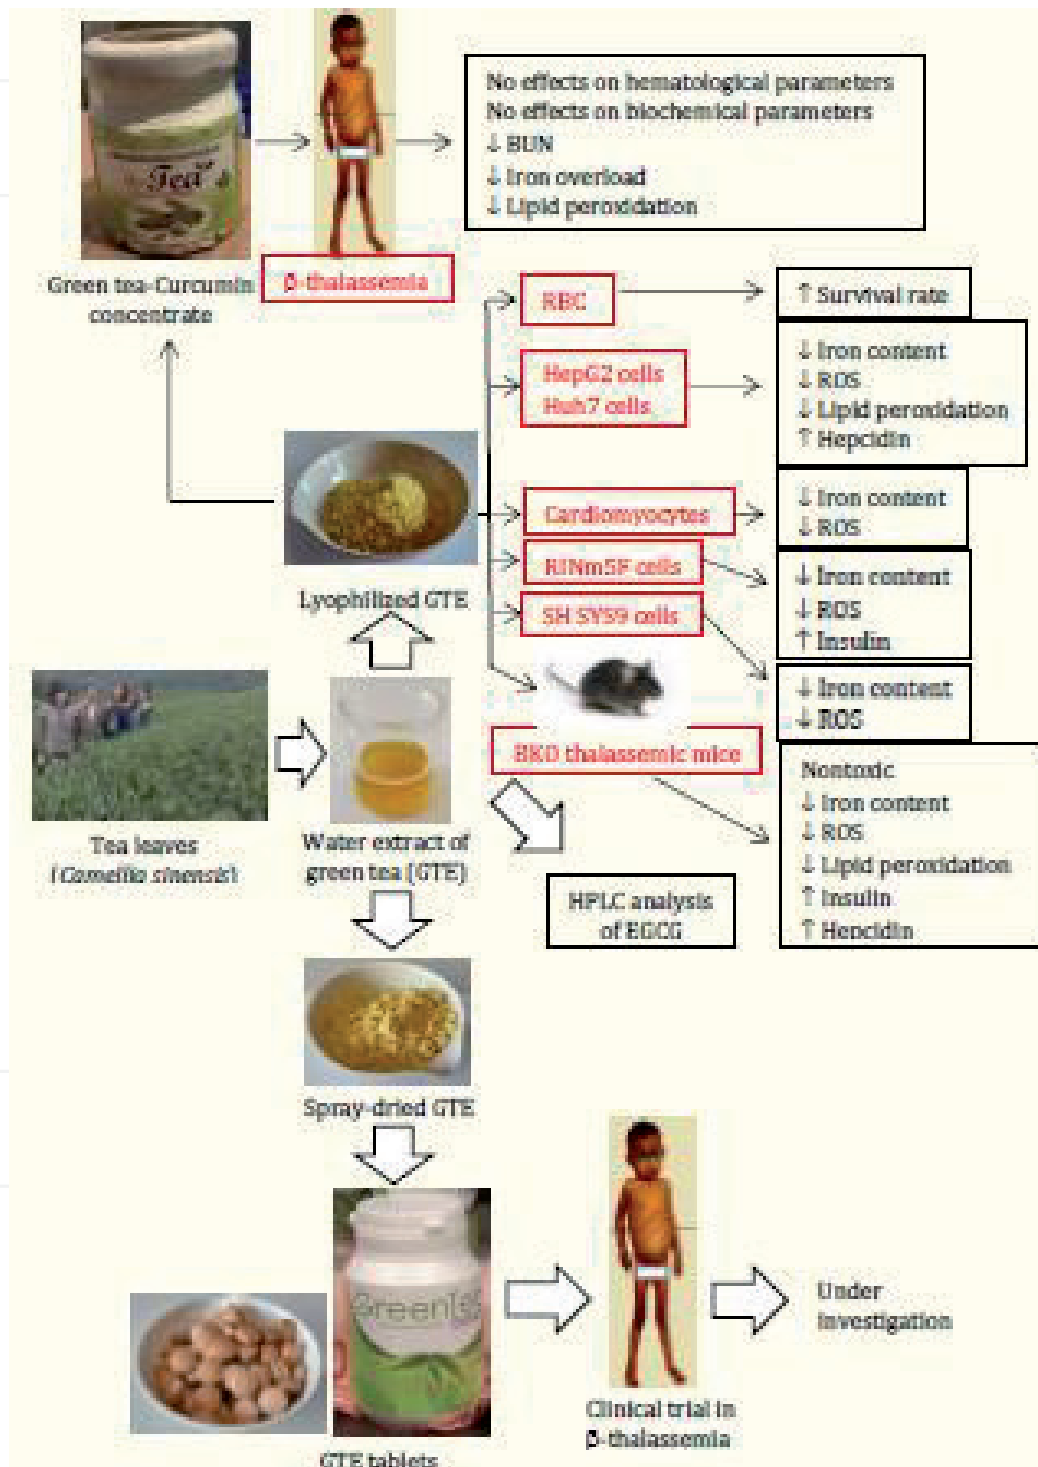 No effects on hematological parameters
No effects on biochemical parameters
↓ BUN
↓ Iron overload
↓ Lipid peroxidation
Tea
Green tea-Curcumin
concentrate
β-thalassemia
RBC
↑ Survival rate
HepG2 cells
Huh7 cells
↓ Iron content
↓ ROS
↓ Lipid peroxidation
↑ Hepcidin
Lyophilized GTE
Cardiomyocytes
↓ Iron content
↓ ROS
RINm5F cells
↓ Iron content
↓ ROS
↑ Insulin
SH SY59 cells
↓ Iron content
↓ ROS
BKO thalassemic mice
Nontoxic
↓ Iron content
↓ ROS
↓ Lipid peroxidation
↑ Insulin
↑ Hepcidin
Tea leaves
(Camellia sinensis)
Water extract of
green tea (GTE)
HPLC analysis
of EGCG
Spray-dried GTE
GTE tablets
Clinical trial in
β-thalassemia
Under
investigation